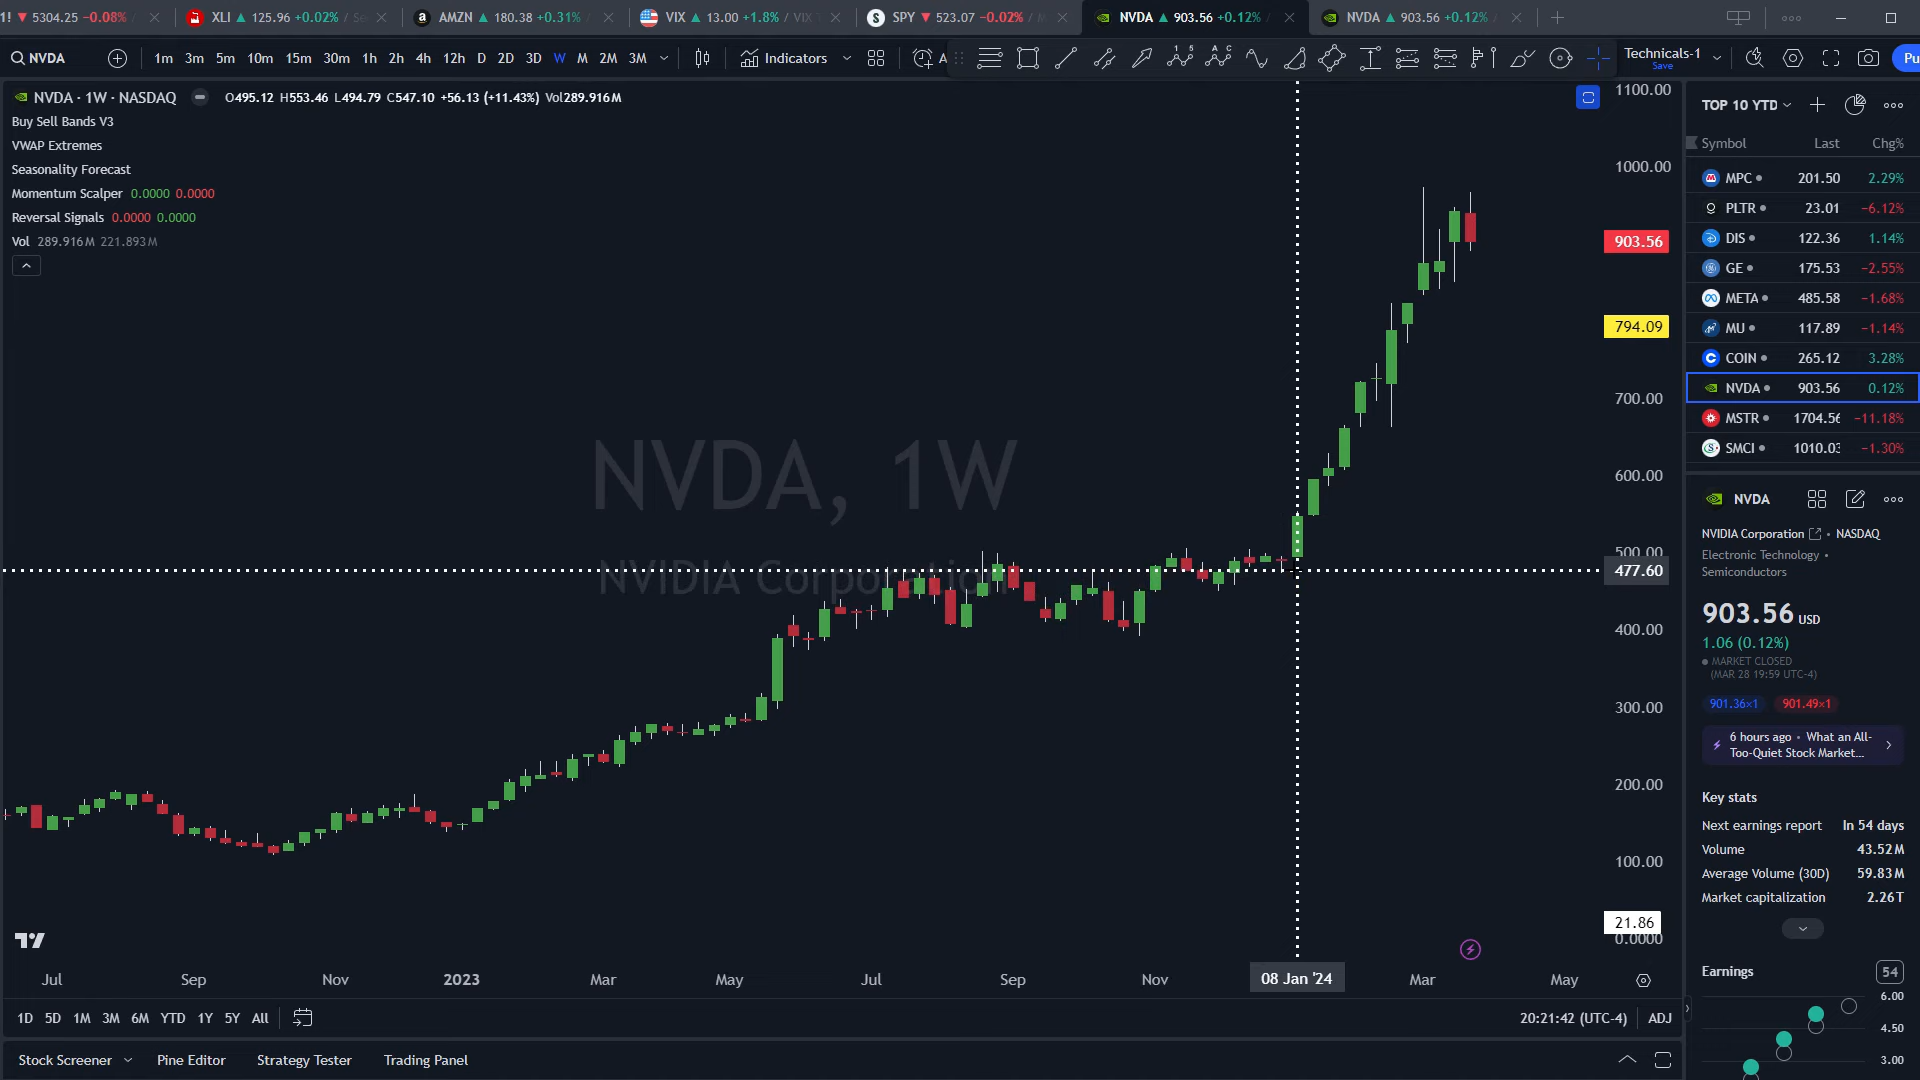 ! 5304.25 −0.08% / XLI 125.96 +0.02% / AMZN 180.38 +0.31% / VIX 13.00 +1.8% / VIX SPY 523.07 −0.02% / NVDA 903.56 +0.12% / NVDA 903.56 +0.12% /
NVDA 1m 3m 5m 10m 15m 30m 1h 2h 4h 12h D 2D 3D W M 2M 3M Indicators A Technicals-1 Save Pu
NVDA · 1W · NASDAQ O495.12 H553.46 L494.79 C547.10 +56.13 (+11.43%) Vol289.916M
Buy Sell Bands V3
VWAP Extremes
Seasonality Forecast
Momentum Scalper 0.0000 0.0000
Reversal Signals 0.0000 0.0000
Vol 289.916M 221.893M
NVDA, 1W
NVIDIA Corporation
1100.00
1000.00
903.56
794.09
700.00
600.00
500.00
477.60
400.00
300.00
200.00
100.00
21.86
0.0000
Jul Sep Nov 2023 Mar May Jul Sep Nov 08 Jan '24 Mar May
1D 5D 1M 3M 6M YTD 1Y 5Y All 20:21:42 (UTC-4) ADJ
Stock Screener Pine Editor Strategy Tester Trading Panel
TOP 10 YTD
Symbol Last Chg%
MPC 201.50 2.29%
PLTR 23.01 −6.12%
DIS 122.36 1.14%
GE 175.53 −2.55%
META 485.58 −1.68%
MU 117.89 −1.14%
COIN 265.12 3.28%
NVDA 903.56 0.12%
MSTR 1704.56 −11.18%
SMCI 1010.03 −1.30%
NVDA
NVIDIA Corporation • NASDAQ
Electronic Technology •
Semiconductors
903.56 USD
1.06 (0.12%)
MARKET CLOSED
(MAR 28 19:59 UTC-4)
901.36×1 901.49×1
6 hours ago • What an All-
Too-Quiet Stock Market...
Key stats
Next earnings report In 54 days
Volume 43.52M
Average Volume (30D) 59.83M
Market capitalization 2.26T
Earnings 54
6.00
4.50
3.00